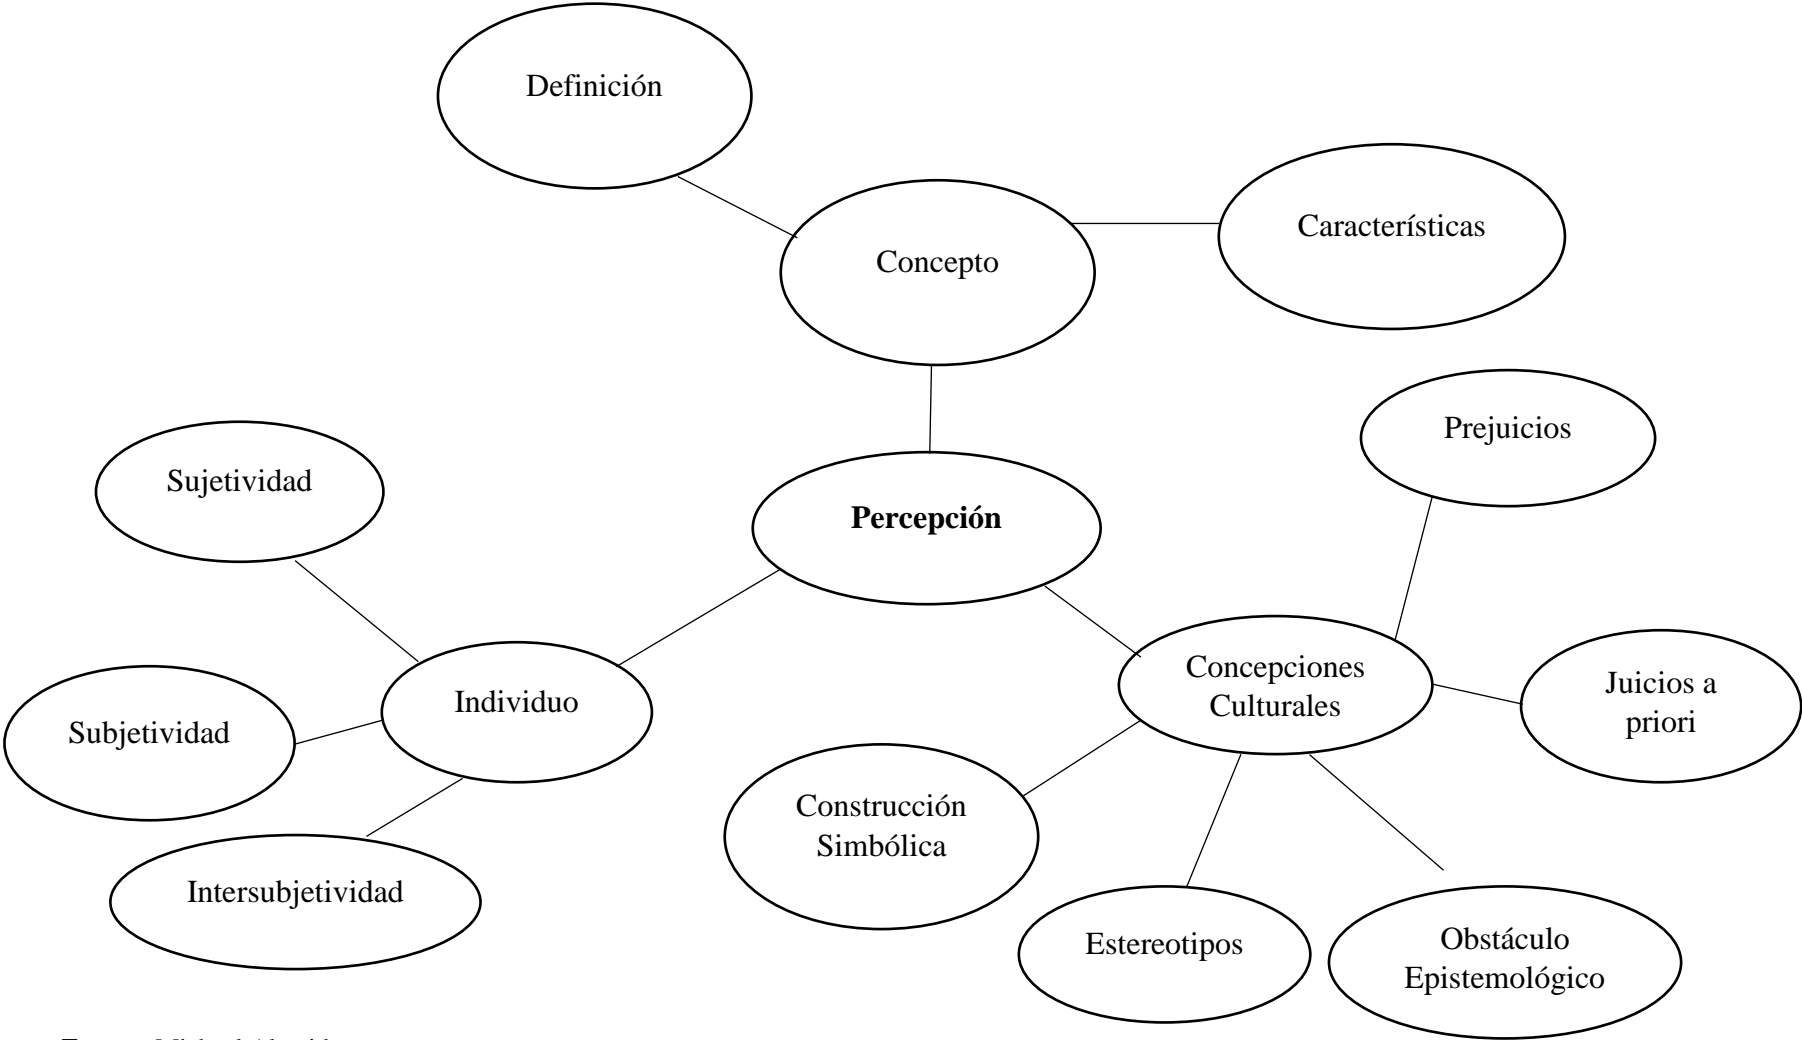 Definición
Características
Concepto
Prejuicios
Sujetividad
Percepción
Concepciones
Culturales
Juicios a
priori
Individuo
Subjetividad
Construcción
Simbólica
Intersubjetividad
Estereotipos
Obstáculo
Epistemológico